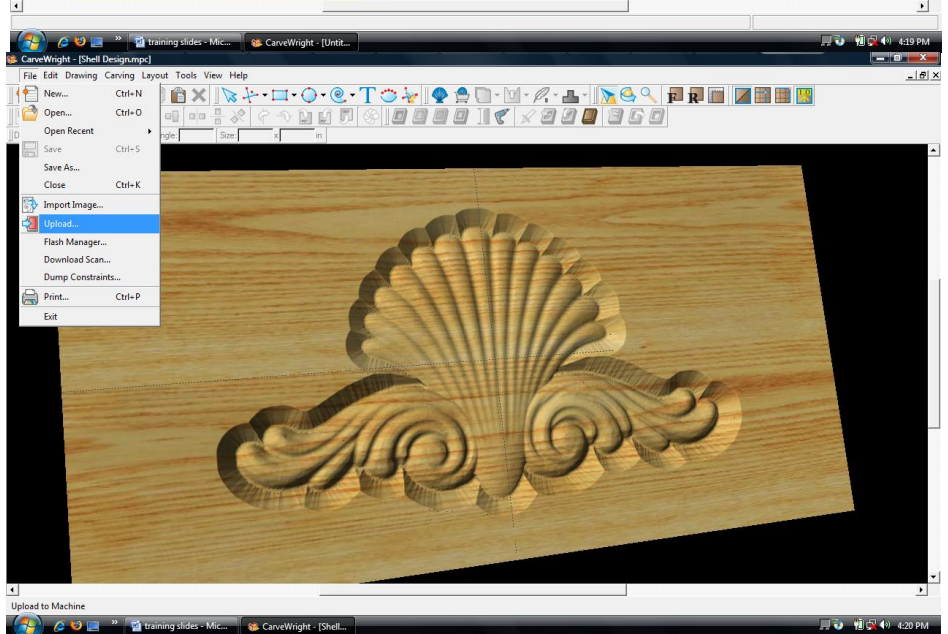 training slides - Mic... CarveWright - [Untit... 4:19 PM
CarveWright - [Shell Design.mpc]
File Edit Drawing Carving Layout Tools View Help
New... Ctrl+N
Open... Ctrl+O
Open Recent
Save Ctrl+S
Save As...
Close Ctrl+K
Import Image...
Upload...
Flash Manager...
Download Scan...
Dump Constraints...
Print... Ctrl+P
Exit
ngle: Size: x in
Upload to Machine
training slides - Mic... CarveWright - [Shell... 4:20 PM